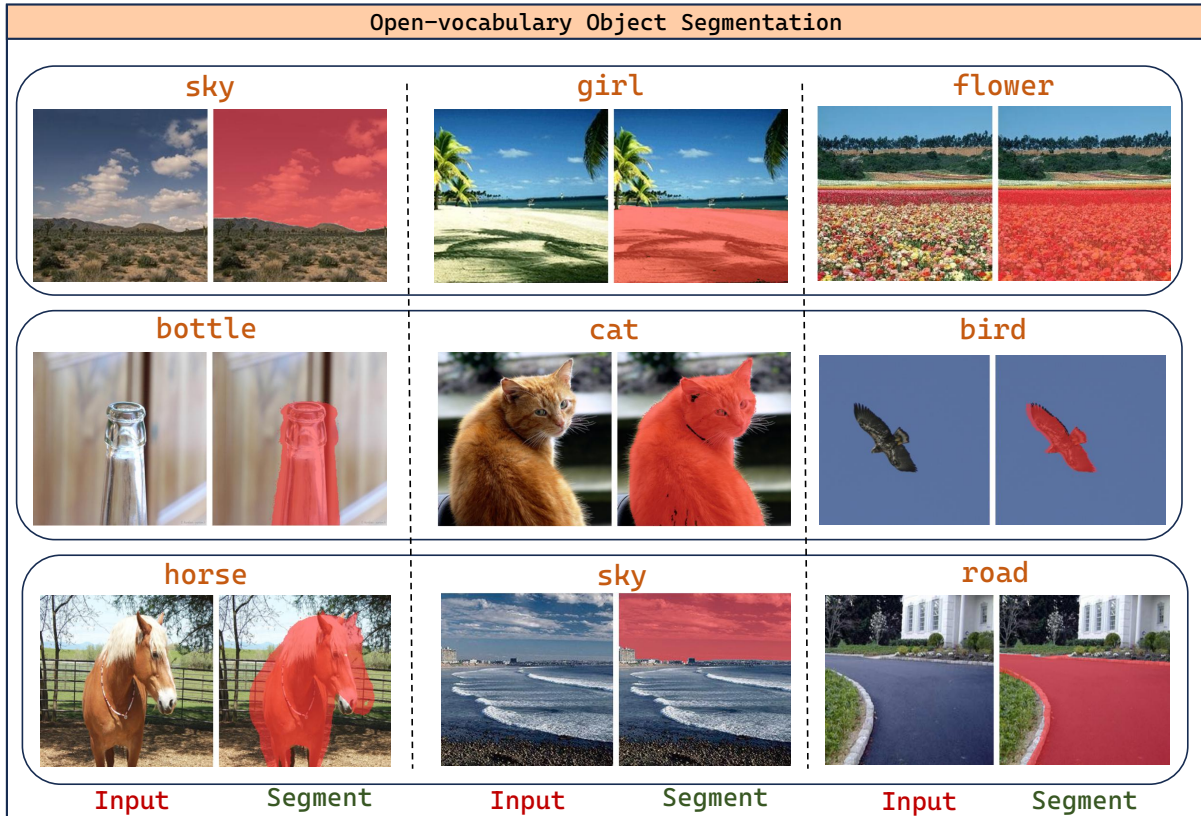 Open-vocabulary Object Segmentation
sky girl flower
bottle cat bird
horse sky road
Input Segment Input Segment Input Segment